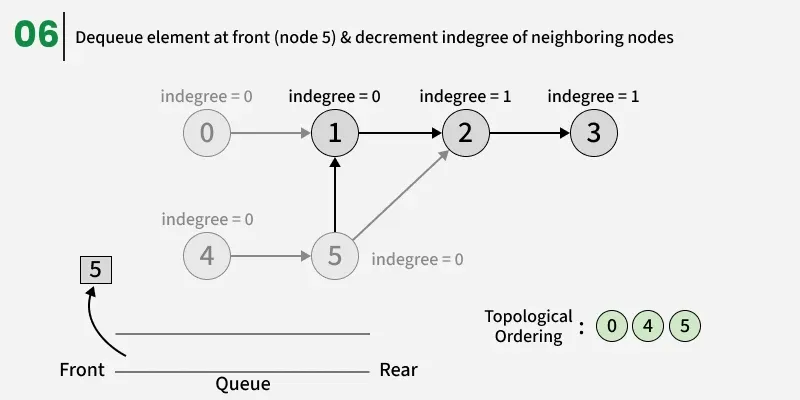 06
Dequeue element at front (node 5) & decrement indegree of neighboring nodes
indegree = 0
indegree = 0
indegree = 1
indegree = 1
0
1
2
3
indegree = 0
4
5
indegree = 0
5
Topological
Ordering
:
0
4
5
Front
Rear
Queue